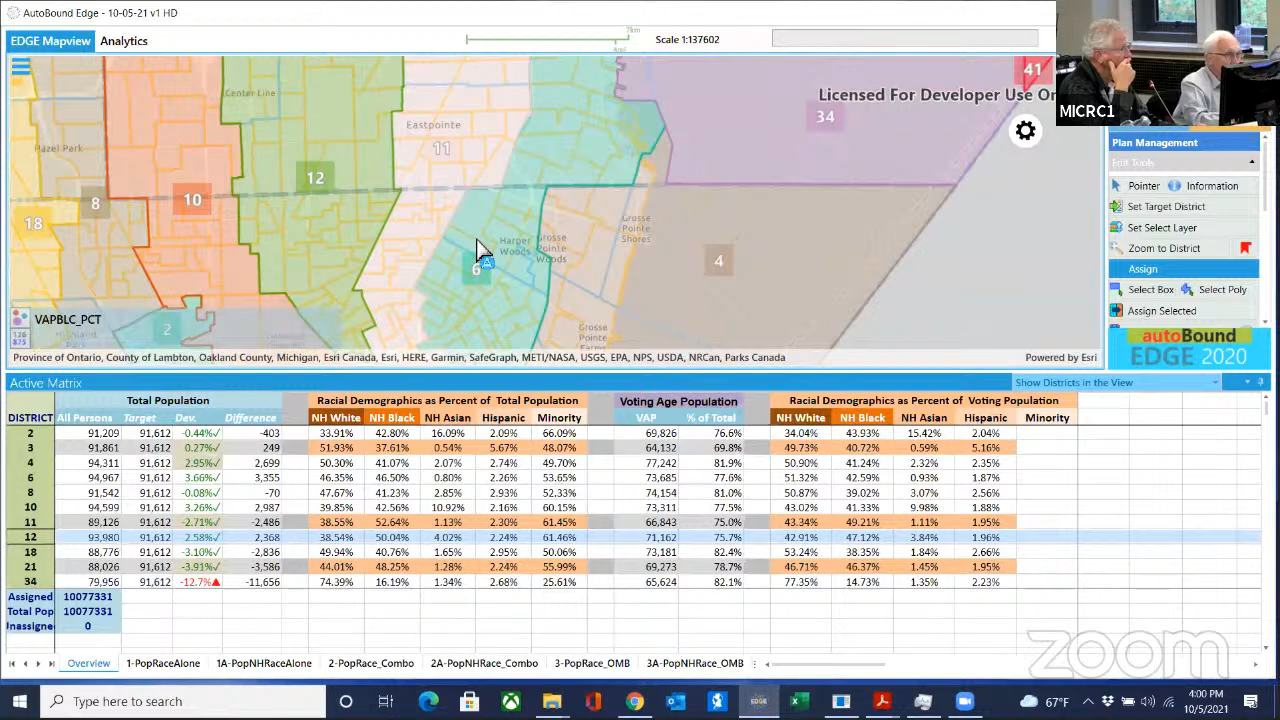 AutoBound Edge - 10-05-21 v1 HD
EDGE Mapview Analytics
7km
4mi
Scale 1:137602
Licensed For Developer Use On
MICRC1
41
34
Center Line
Eastpointe
11
Hazel Park
12
8
10
18
Harper Woods
Grosse Pointe Woods
Grosse Pointe Shores
6
4
Grosse Pointe Farms
2
VAPBLC_PCT
Province of Ontario, County of Lambton, Oakland County, Michigan, Esri Canada, Esri, HERE, Garmin, SafeGraph, METI/NASA, USGS, EPA, NPS, USDA, NRCan, Parks Canada Powered by Esri
Plan Management
Edit Tools
Pointer Information
Set Target District
Set Select Layer
Zoom to District
Assign
Select Box Select Poly
Assign Selected
autoBound
EDGE 2020
Active Matrix Show Districts in the View
Total Population Racial Demographics as Percent of Total Population Voting Age Population Racial Demographics as Percent of Voting Population
DISTRICT All Persons Target Dev. Difference NH White NH Black NH Asian Hispanic Minority VAP % of Total NH White NH Black NH Asian Hispanic Minority
2 91,209 91,612 -0.44%✓ -403 33.91% 42.80% 16.09% 2.09% 66.09% 69,826 76.6% 34.04% 43.93% 15.42% 2.04%
3 91,861 91,612 0.27%✓ 249 51.93% 37.61% 0.54% 5.67% 48.07% 64,132 69.8% 49.73% 40.72% 0.59% 5.16%
4 94,311 91,612 2.95%✓ 2,699 50.30% 41.07% 2.07% 2.74% 49.70% 77,242 81.9% 50.90% 41.24% 2.32% 2.35%
6 94,967 91,612 3.66%✓ 3,355 46.35% 46.50% 0.80% 2.26% 53.65% 73,685 77.6% 51.32% 42.59% 0.93% 1.87%
8 91,542 91,612 -0.08%✓ -70 47.67% 41.23% 2.85% 2.93% 52.33% 74,154 81.0% 50.87% 39.02% 3.07% 2.56%
10 94,599 91,612 3.26%✓ 2,987 39.85% 42.56% 10.92% 2.16% 60.15% 73,311 77.5% 43.02% 41.33% 9.98% 1.88%
11 89,126 91,612 -2.71%✓ -2,486 38.55% 52.64% 1.13% 2.30% 61.45% 66,843 75.0% 43.34% 49.21% 1.11% 1.95%
12 93,980 91,612 2.58%✓ 2,368 38.54% 50.04% 4.02% 2.24% 61.46% 71,162 75.7% 42.91% 47.12% 3.84% 1.96%
18 88,776 91,612 -3.10%✓ -2,836 49.94% 40.76% 1.65% 2.95% 50.06% 73,181 82.4% 53.24% 38.35% 1.84% 2.66%
21 88,026 91,612 -3.91%✓ -3,586 44.01% 48.25% 1.28% 2.24% 55.99% 69,273 78.7% 46.71% 46.37% 1.45% 1.95%
34 79,956 91,612 -12.7%▲ -11,656 74.39% 16.19% 1.34% 2.68% 25.61% 65,624 82.1% 77.35% 14.73% 1.35% 2.23%
Assigned 10077331
Total Pop 10077331
Unassigne 0
Overview 1-PopRaceAlone 1A-PopNHRaceAlone 2-PopRace_Combo 2A-PopNHRace_Combo 3-PopRace_OMB 3A-PopNHRace_OMB
zoom
Type here to search
EDGE
67°F
4:00 PM
10/5/2021